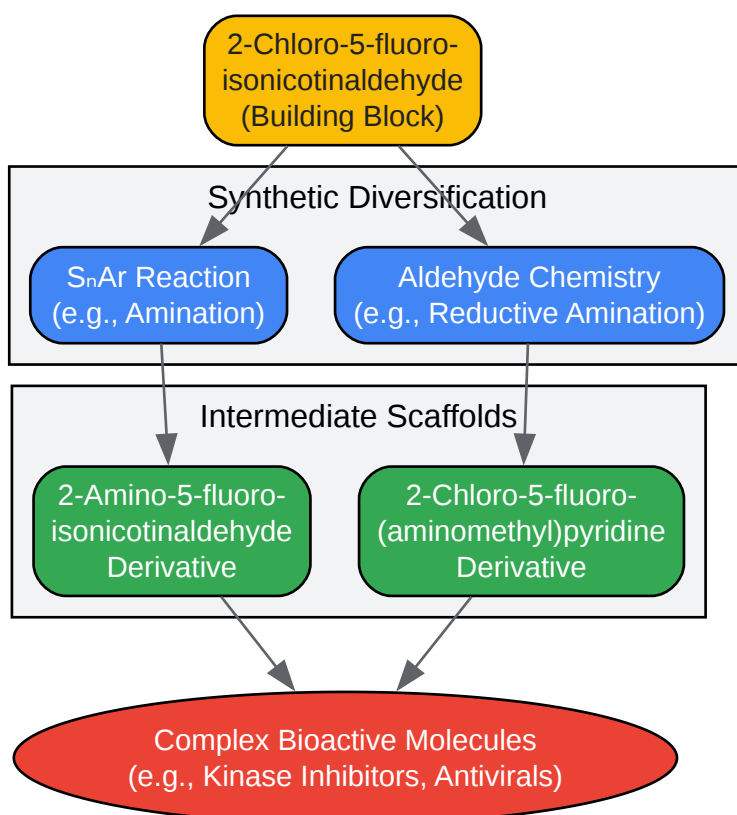 2-Chloro-5-fluoro-
isonicotinaldehyde
(Building Block)
Synthetic Diversification
SₙAr Reaction
(e.g., Amination)
Aldehyde Chemistry
(e.g., Reductive Amination)
Intermediate Scaffolds
2-Amino-5-fluoro-
isonicotinaldehyde
Derivative
2-Chloro-5-fluoro-
(aminomethyl)pyridine
Derivative
Complex Bioactive Molecules
(e.g., Kinase Inhibitors, Antivirals)